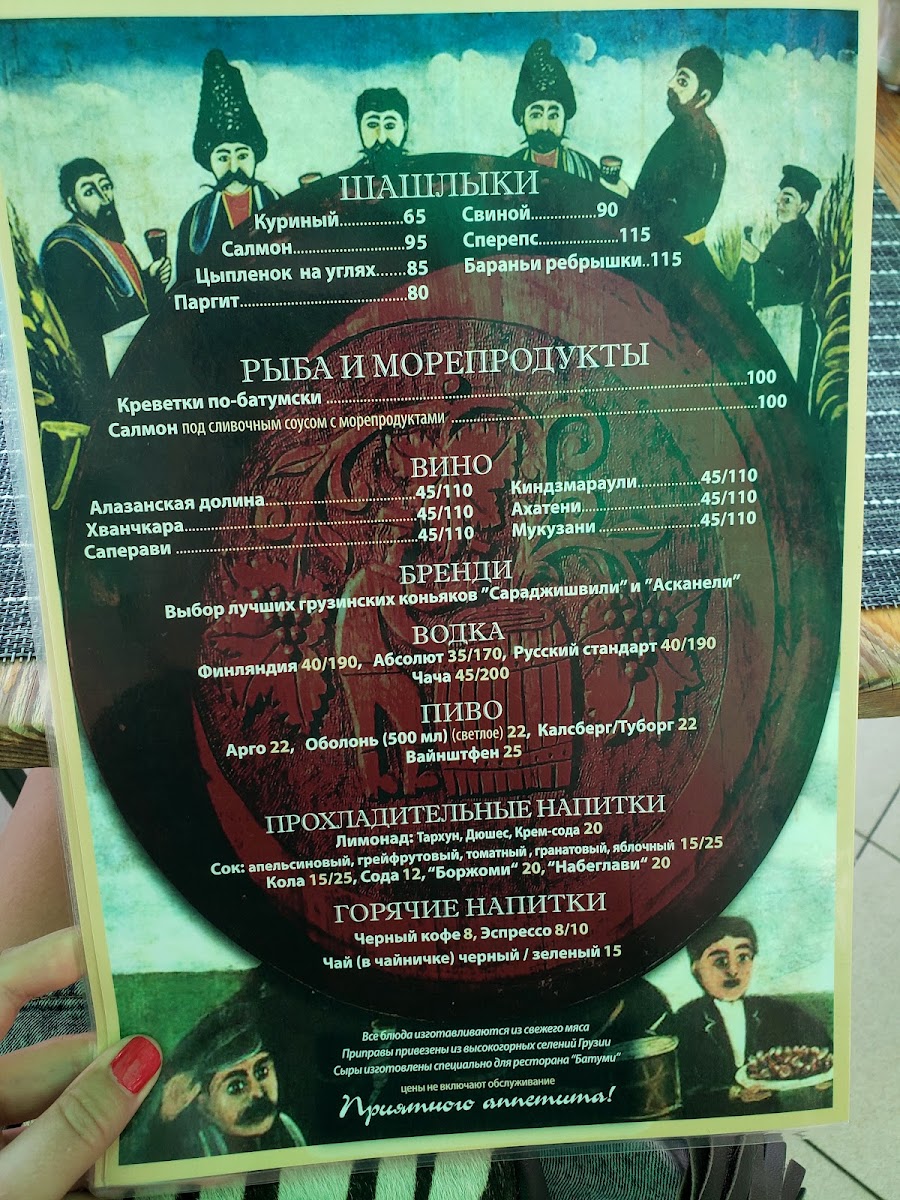 ШАШЛЫКИ
Куриный..............65
Свиной................90
Салмон...........................95
Сперепс....................115
Цыпленок на углях.......85
Бараньи ребрышки..115
Паргит........................................80
РЫБА И МОРЕПРОДУКТЫ
Креветки по-батумски ............................................................100
Салмон под сливочным соусом с морепродуктами ............................................................100
ВИНО
Алазанская долина....................................45/110
Киндзмараули...............45/110
Хванчкара........................................................45/110
Ахатени............................45/110
Саперави ..........................................................45/110
Мукузани .........................45/110
БРЕНДИ
Выбор лучших грузинских коньяков "Сараджишвили" и "Асканели"
ВОДКА
Финляндия 40/190, Абсолют 35/170, Русский стандарт 40/190
Чача 45/200
ПИВО
Арго 22, Оболонь (500 мл) (светлое) 22, Калсберг/Туборг 22
Вайнштфен 25
ПРОХЛАДИТЕЛЬНЫЕ НАПИТКИ
Лимонад: Тархун, Дюшес, Крем-сода 20
Сок: апельсиновый, грейфрутовый, томатный , гранатовый, яблочный 15/25
Кола 15/25, Сода 12, "Боржоми" 20, "Набеглави" 20
ГОРЯЧИЕ НАПИТКИ
Черный кофе 8, Эспрессо 8/10
Чай (в чайничке) черный / зеленый 15
Все блюда изготавливаются из свежего мяса
Приправы привезены из высокогорных селений Грузии
Сыры изготовлены специально для ресторана "Батуми"
цены не включают обслуживание
Приятного аппетита!